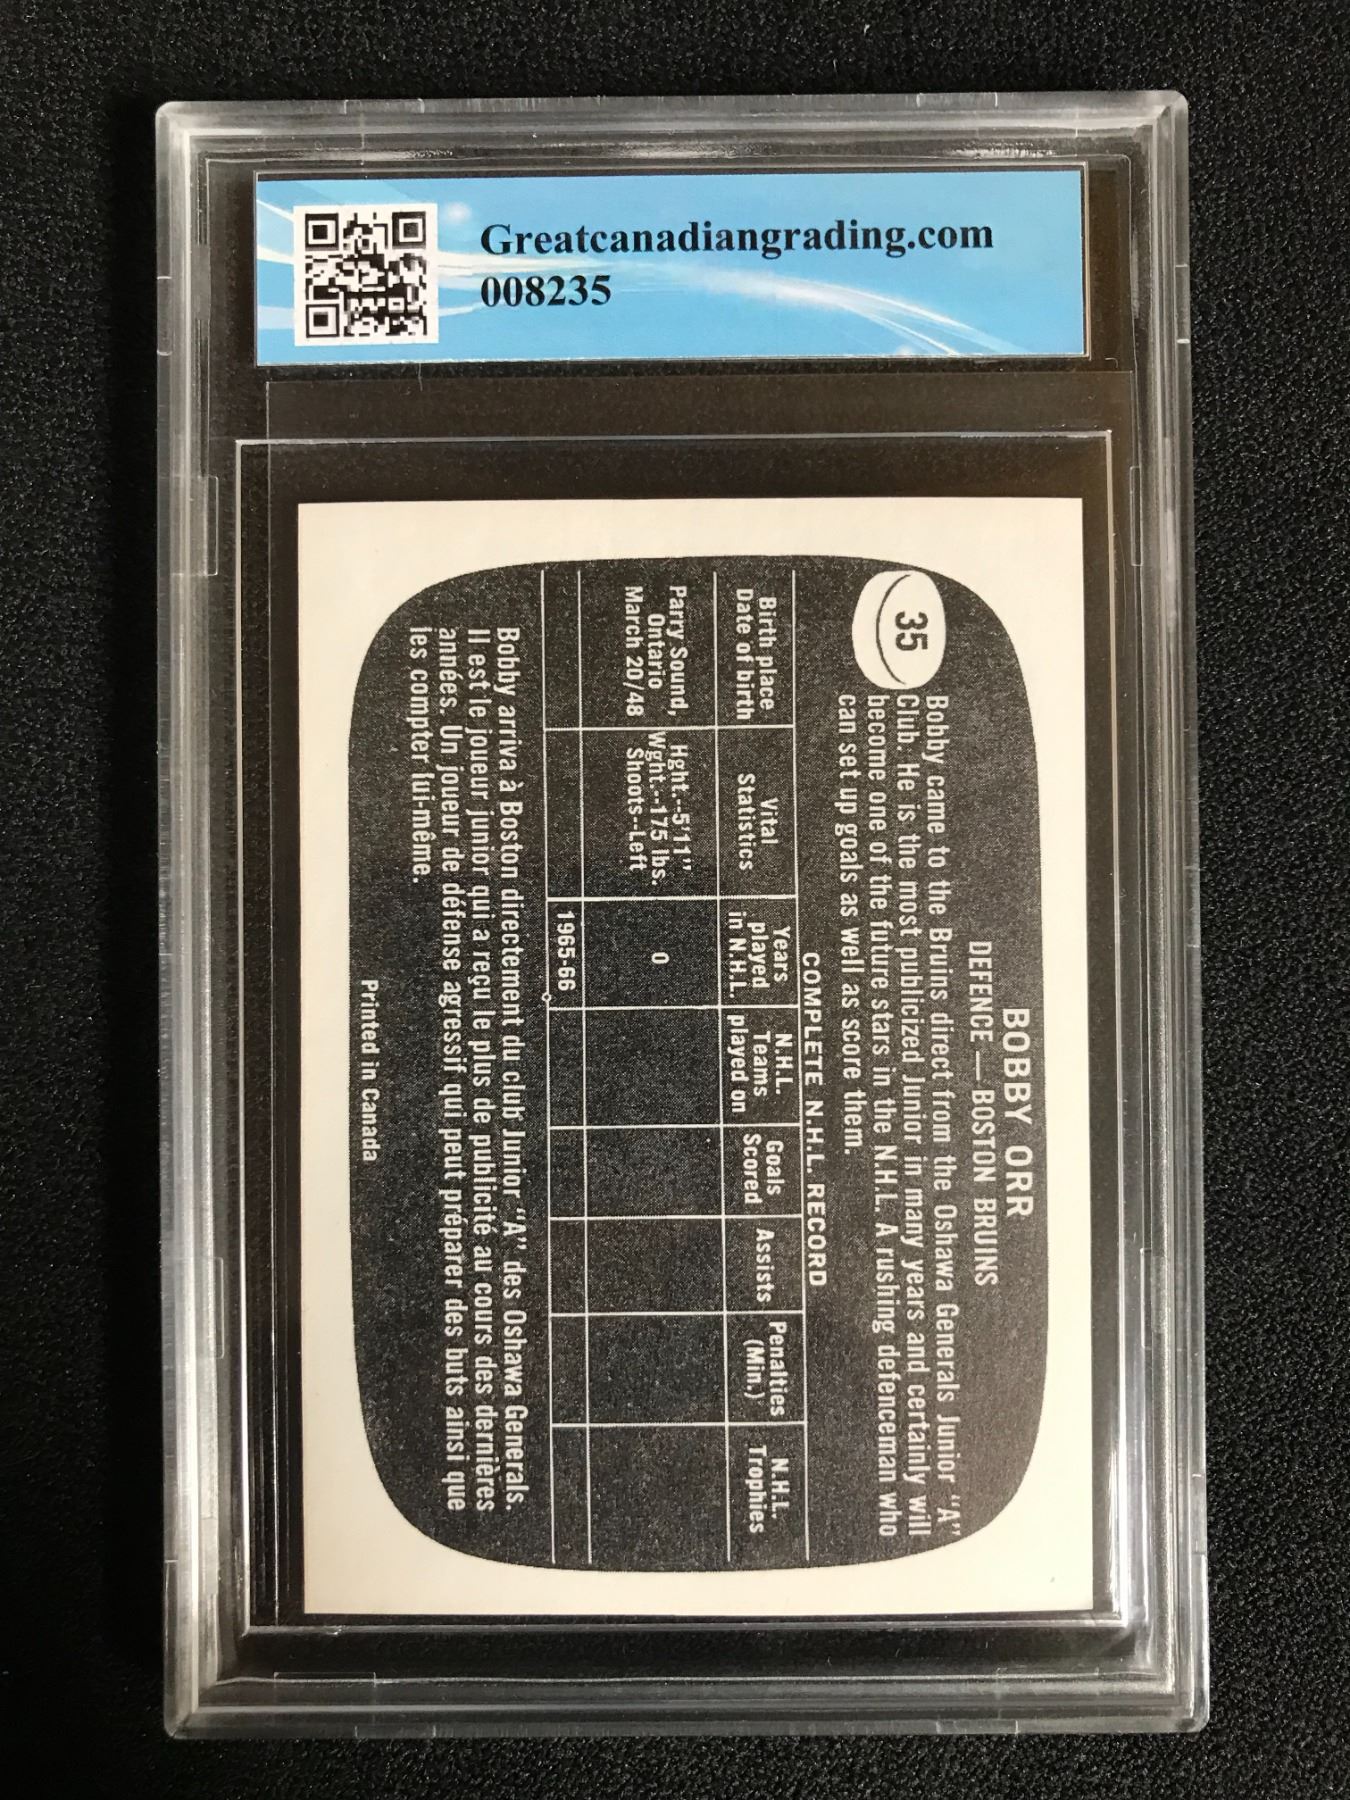 Greatcanadiangrading.com
008235
BOBBY ORR
DEFENCE — BOSTON BRUINS
35
Bobby came to the Bruins direct from the Oshawa Generals Junior "A"
Club. He is the most publicized Junior in many years and certainly will
become one of the future stars in the N.H.L. A rushing defenceman who
can set up goals as well as score them.
COMPLETE N.H.L. RECORD
Birth place
Date of birth
Vital
Statistics
Years
played
in N.H.L.
N.H.L.
Teams
played on
Goals
Scored
Assists
Penalties
(Min.)
N.H.L.
Trophies
Parry Sound,
Ontario
March 20/48
Hght.--5'11"
Wght.--175 lbs.
Shoots--Left
0
1965-66
Bobby arriva à Boston directement du club Junior "A" des Oshawa Generals.
Il est le joueur junior qui a reçu le plus de publicité au cours des dernières
années. Un joueur de défense agressif qui peut préparer des buts ainsi que
les compter lui-même.
Printed in Canada